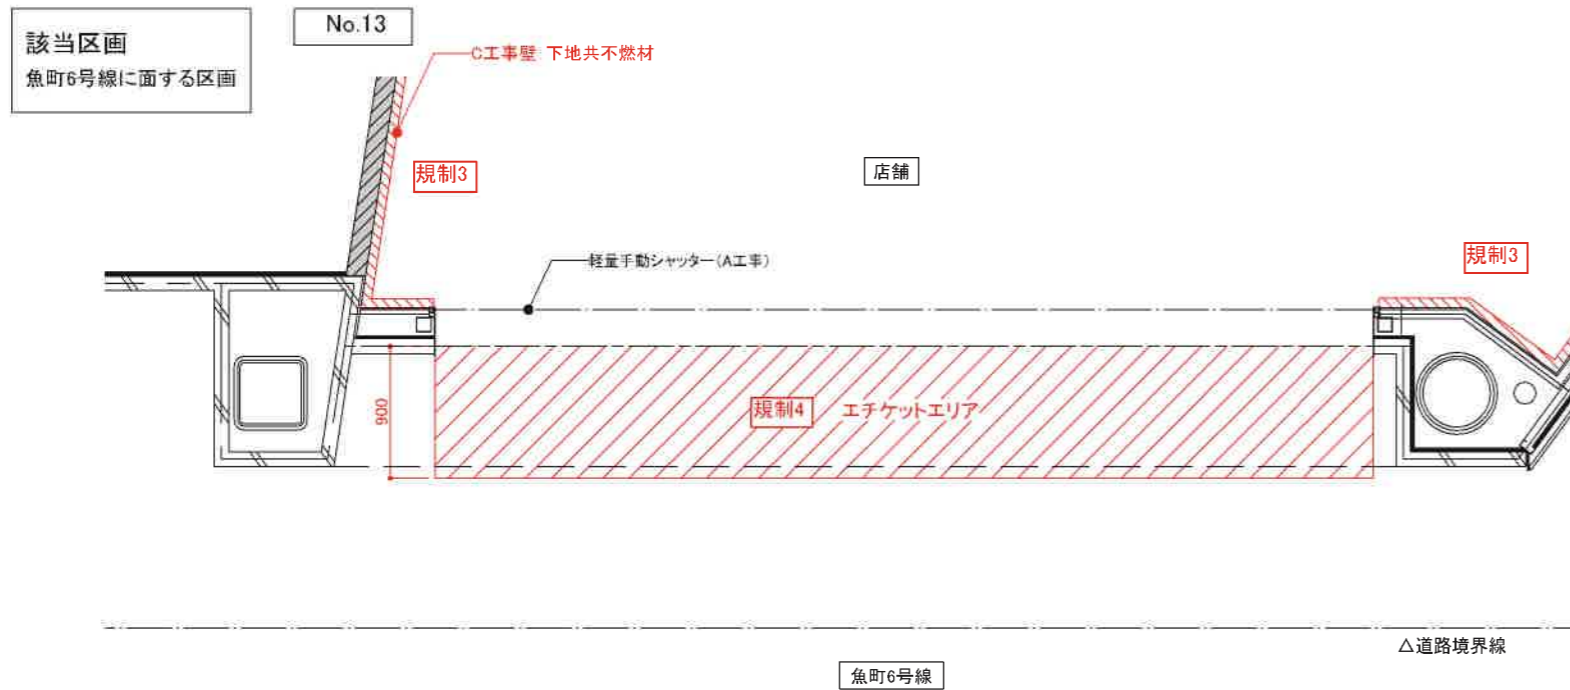 該当区画
魚町6号線に面する区画
No.13
C工事壁 下地共不燃材
規制3
店舗
軽量手動シャッター(A工事)
規制3
900
規制4 エチケットエリア
△道路境界線
魚町6号線